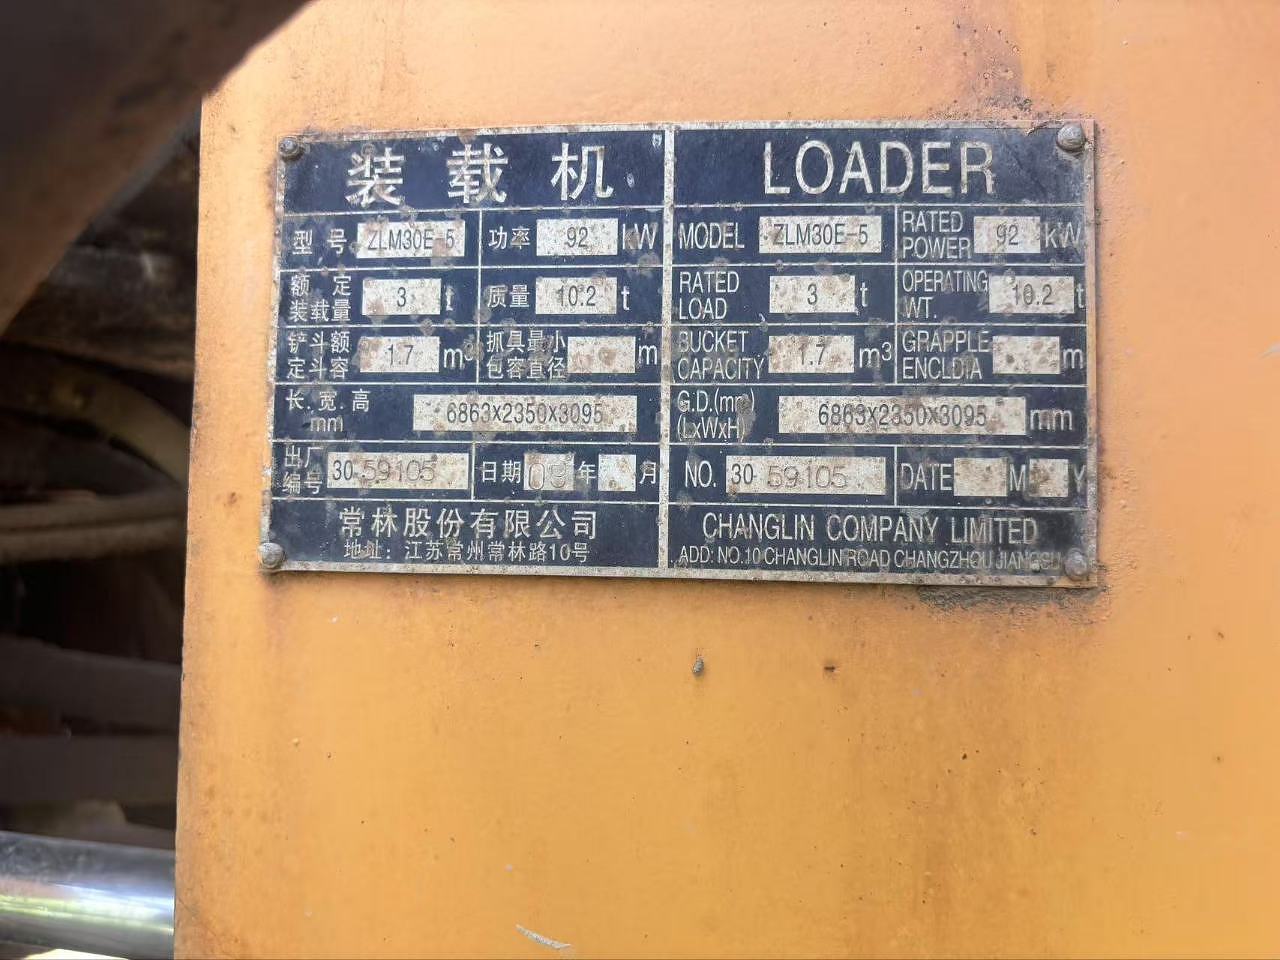 装载机
型号 ZLM30E-5 功率 92 kW
额定装载量 3 t 质量 10.2 t
铲斗额定斗容 1.7 m³ 抓具最小包容直径 m
长.宽.高 mm 6863X2350X3095
出厂编号 30-59105 日期 09 年 月
常林股份有限公司
地址: 江苏常州常林路10号
LOADER
MODEL ZLM30E-5 RATED POWER 92 kW
RATED LOAD 3 t OPERATING WT. 10.2 t
BUCKET CAPACITY 1.7 m³ GRAPPLE ENCLDIA m
G.D.(mm) (LxWxH) 6863X2350X3095 mm
NO. 30-59105 DATE M Y
CHANGLIN COMPANY LIMITED
ADD: NO.10 CHANGLIN ROAD CHANGZHOU JIANGSU